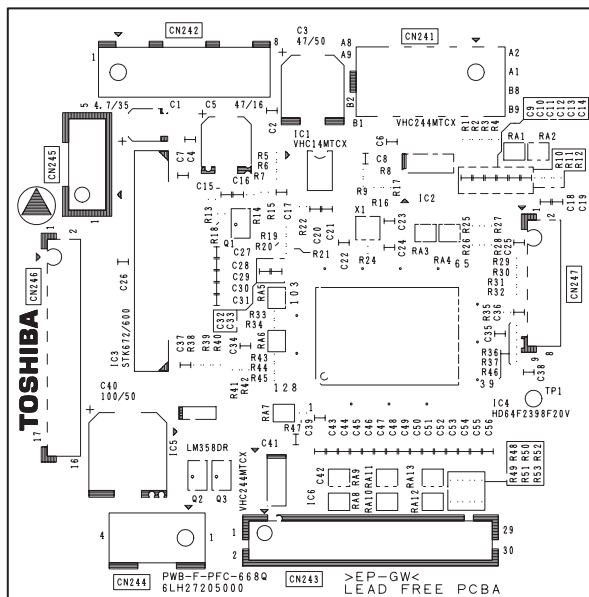 CN242
1
8
C3
47/50
A8
A9
CN241
A2
A1
B8
B9
B2
B1
VHC244MTCX
5
4.7/35
C1
C5
47/16
C2
IC1
VHC14MTCX
C6
R1
R2
R3
R4
C9
C10
C11
C12
C13
C14
RA1
RA2
R10
R11
R12
CN245
1
C7
C4
R5
R6
R7
C8
R8
R9
R17
IC2
C15
C16
R13
R14
R15
C17
R16
X1
C23
R18
Q1
R19
R20
R21
R22
C20
C21
C22
C24
R24
RA3
RA4
R25
R26
R27
R28
C25
C18
C19
1
2
CN246
1
2
C26
C27
C28
C29
C30
C31
RA5
103
65
R29
R30
R31
R32
CN247
IC3
STK672/600
C32
C33
R33
R34
RA6
R35
C36
C35
TOSHIBA
C37
R38
R39
R40
C34
R43
R44
R45
R41
R42
128
R36
R37
R46
39
9
8
C38
TP1
IC4
HD64F2398F20V
C40
100/50
RA7
1
R47
C39
C43
C44
C45
C46
C47
C48
C49
C50
C51
C52
C53
C54
C55
C56
17
16
IC5
LM358DR
C41
VHC244MTCX
Q2
Q3
IC6
C42
RA9
RA8
RA11
RA10
RA13
RA12
R49
R48
R51
R50
R53
R52
4
1
CN244
1
2
29
30
CN243
PWB-F-PFC-668Q
6LH27205000
>EP-GW<
LEAD FREE PCBA